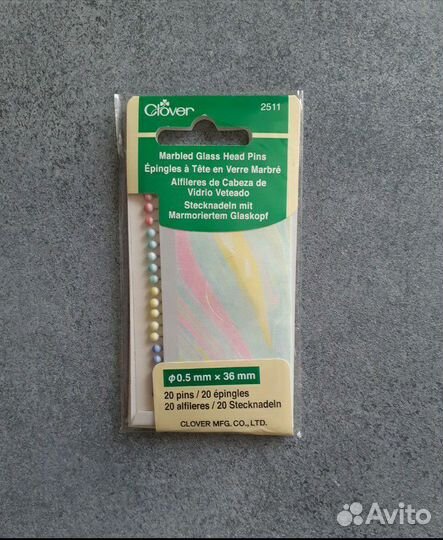 Clover
2511
Marbled Glass Head Pins
Épingles à Tête en Verre Marbré
Alfileres de Cabeza de
Vidrio Veteado
Stecknadeln mit
Marmoriertem Glaskopf
φ0.5 mm × 36 mm
20 pins / 20 épingles
20 alfileres / 20 Stecknadeln
CLOVER MFG. CO., LTD.
Avito